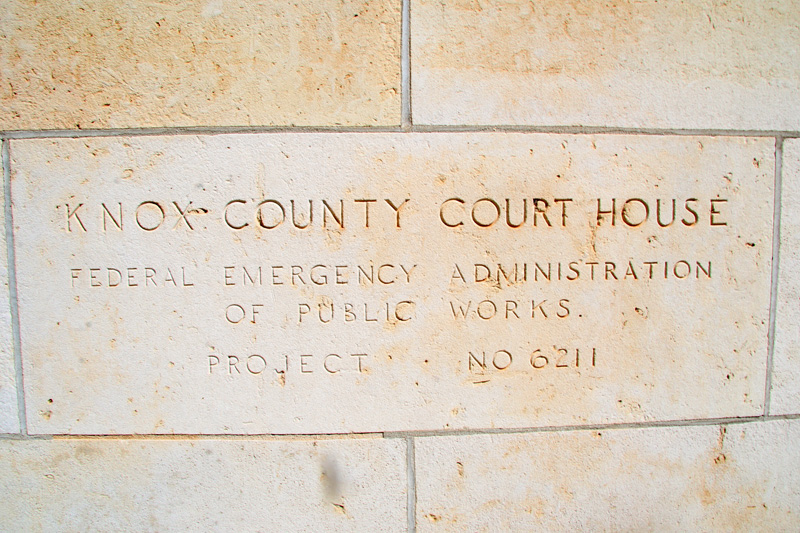 KNOX COUNTY COURT HOUSE
FEDERAL EMERGENCY ADMINISTRATION
OF PUBLIC WORKS.
PROJECT NO 6211